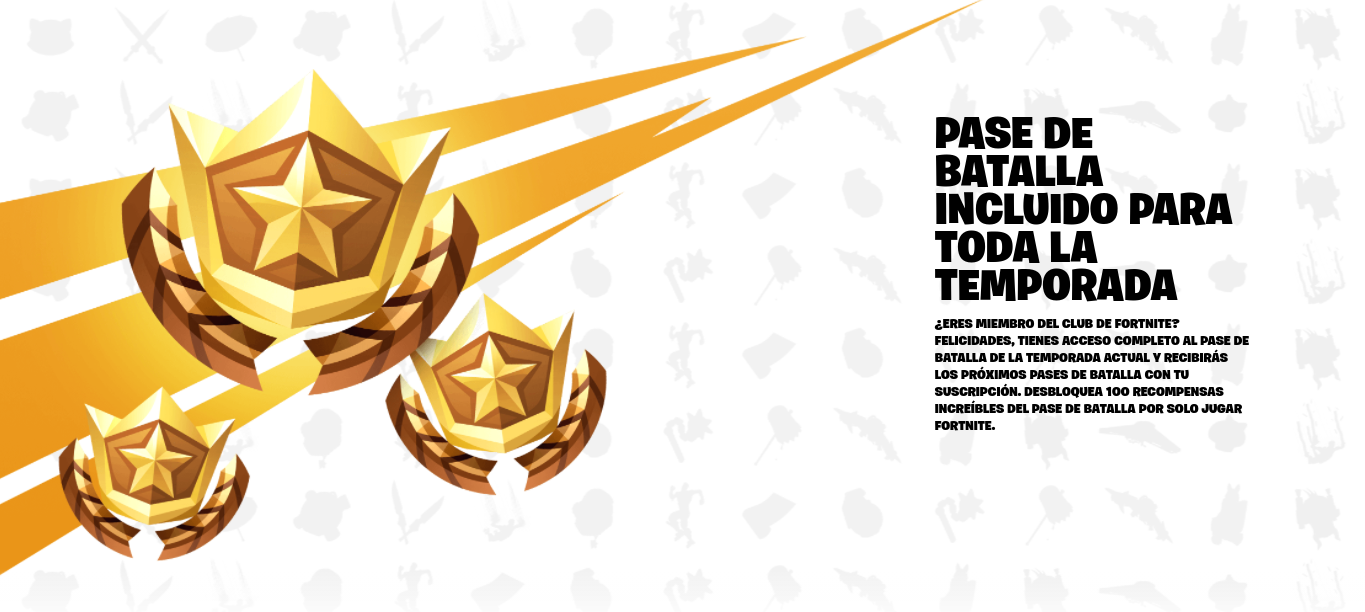 PASE DE
BATALLA
INCLUIDO PARA
TODA LA
TEMPORADA
¿ERES MIEMBRO DEL CLUB DE FORTNITE?
FELICIDADES, TIENES ACCESO COMPLETO AL PASE DE
BATALLA DE LA TEMPORADA ACTUAL Y RECIBIRÁS
LOS PRÓXIMOS PASES DE BATALLA CON TU
SUSCRIPCIÓN. DESBLOQUEA 100 RECOMPENSAS
INCREÍBLES DEL PASE DE BATALLA POR SOLO JUGAR
FORTNITE.